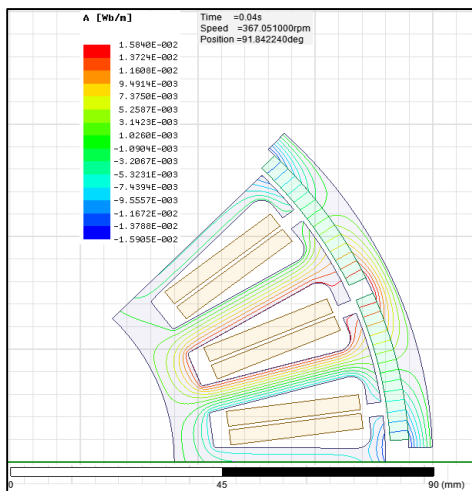 A [Wb/m]
Time =0.04s
Speed =-367.051000rpm
Position =91.842240deg
1.5840E-002
1.3724E-002
1.1608E-002
9.4914E-003
7.3750E-003
5.2587E-003
3.1423E-003
1.0260E-003
-1.0904E-003
-3.2067E-003
-5.3231E-003
-7.4394E-003
-9.5557E-003
-1.1672E-002
-1.3788E-002
-1.5905E-002
0 45 90 (mm)